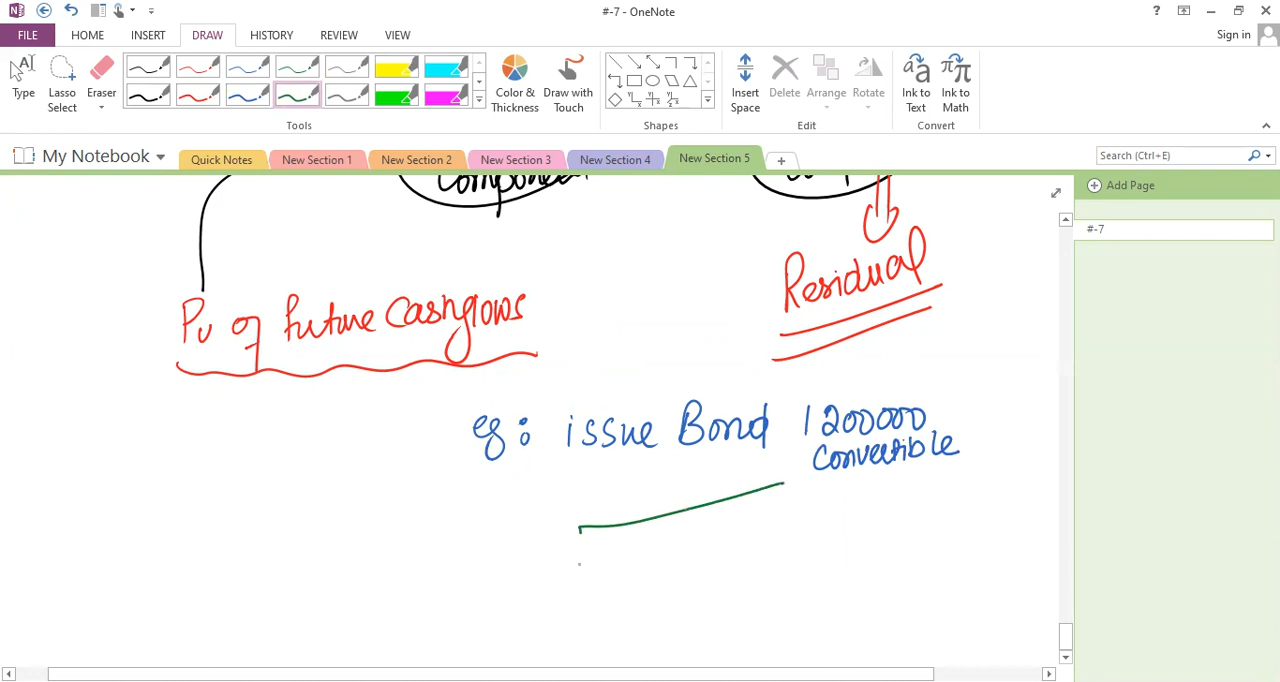 #-7 - OneNote
?
FILE HOME INSERT DRAW HISTORY REVIEW VIEW
Sign in
A
Type
Lasso Select
Eraser
Color & Thickness
Draw with Touch
Insert Space
Delete
Arrange
Rotate
Ink to Text
Ink to Math
Tools
Shapes
Edit
Convert
My Notebook
Quick Notes
New Section 1
New Section 2
New Section 3
New Section 4
New Section 5
Search (Ctrl+E)
Add Page
#-7
Component
Residual
Pv of future Cashflows
eg: issue Bond 1200000
Convertible